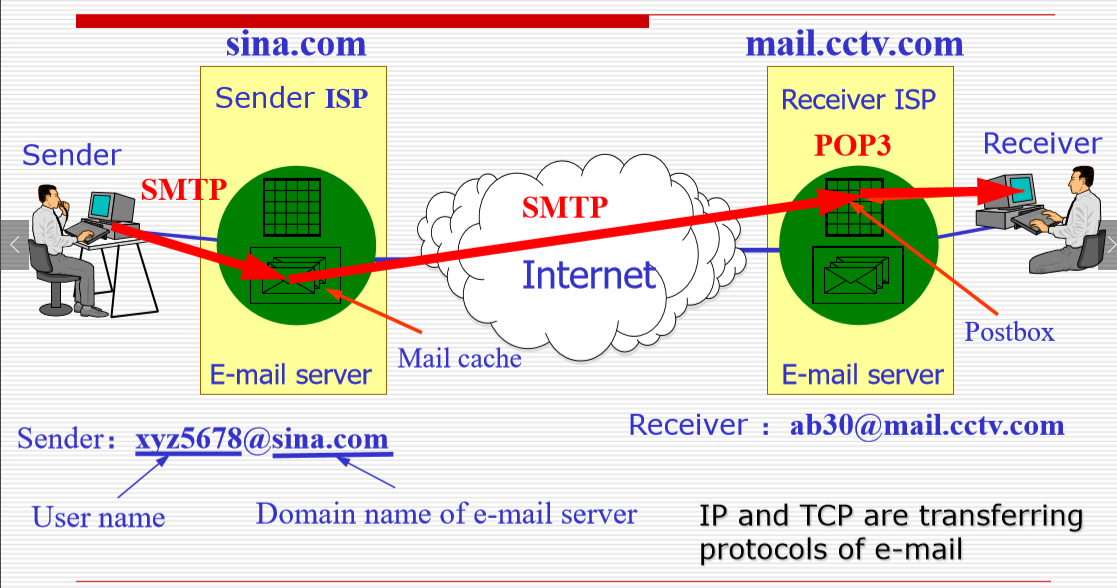 sina.com
mail.cctv.com
Sender ISP
Receiver ISP
POP3
Sender
Receiver
SMTP
SMTP
Internet
Postbox
Mail cache
E-mail server
E-mail server
Sender：xyz5678@sina.com
Receiver ：ab30@mail.cctv.com
User name
Domain name of e-mail server
IP and TCP are transferring
protocols of e-mail